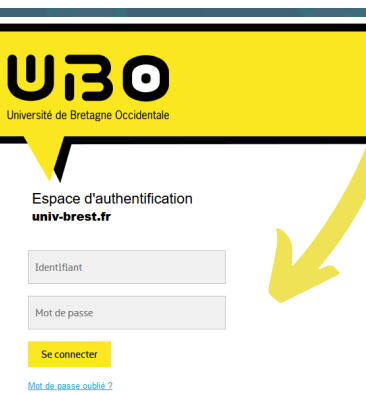 UBO
Université de Bretagne Occidentale
Espace d'authentification
univ-brest.fr
Identifiant
Mot de passe
Se connecter
Mot de passe oublié ?